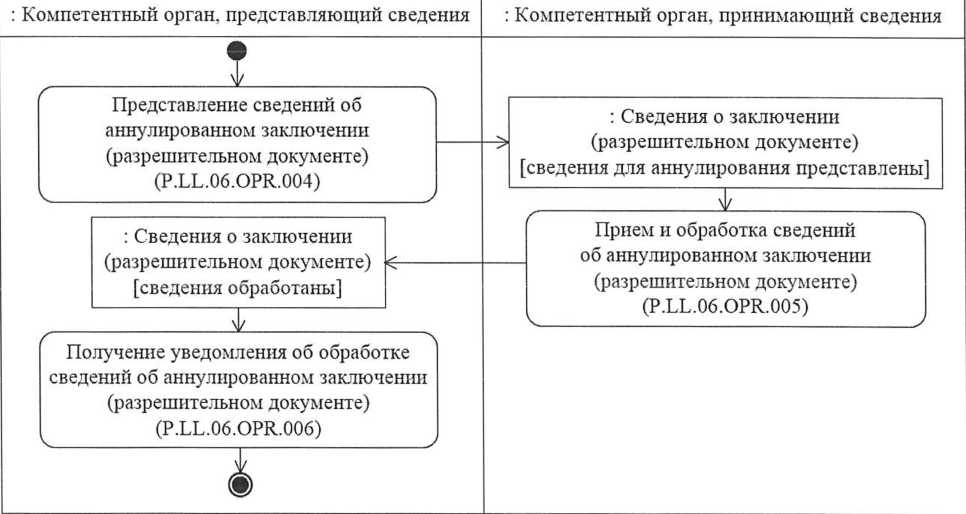 : Компетентный орган, представляющий сведения
: Компетентный орган, принимающий сведения
Представление сведений об
аннулированном заключении
(разрешительном документе)
(P.LL.06.OPR.004)
: Сведения о заключении
(разрешительном документе)
[сведения для аннулирования представлены]
Прием и обработка сведений
об аннулированном заключении
(разрешительном документе)
(P.LL.06.OPR.005)
: Сведения о заключении
(разрешительном документе)
[сведения обработаны]
Получение уведомления об обработке
сведений об аннулированном заключении
(разрешительном документе)
(P.LL.06.OPR.006)